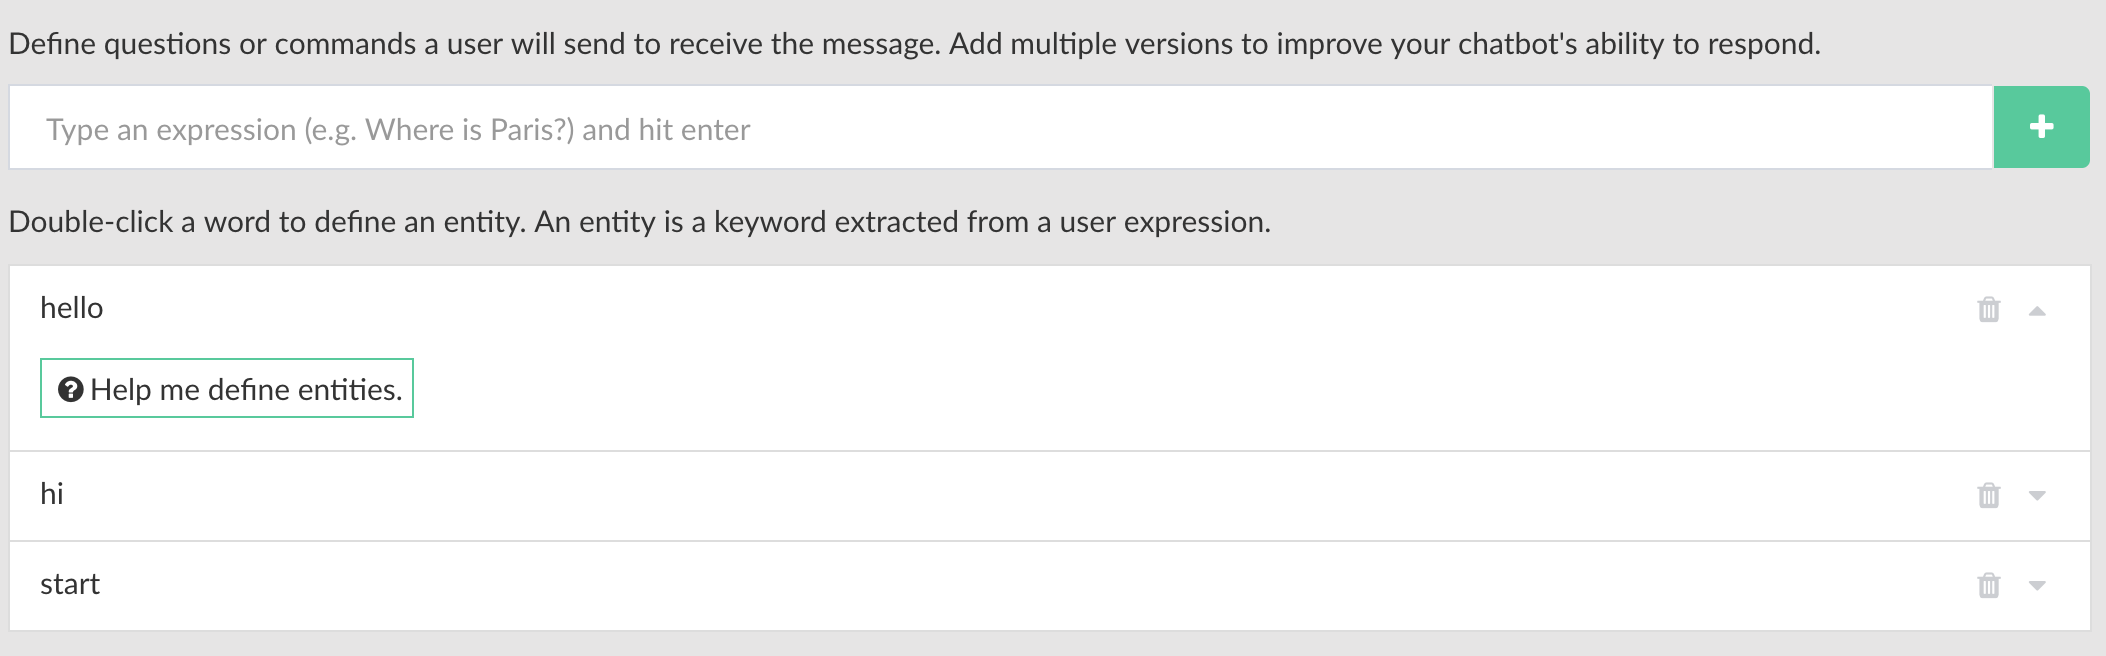 Define questions or commands a user will send to receive the message. Add multiple versions to improve your chatbot's ability to respond.
Type an expression (e.g. Where is Paris?) and hit enter
Double-click a word to define an entity. An entity is a keyword extracted from a user expression.
hello
Help me define entities.
hi
start